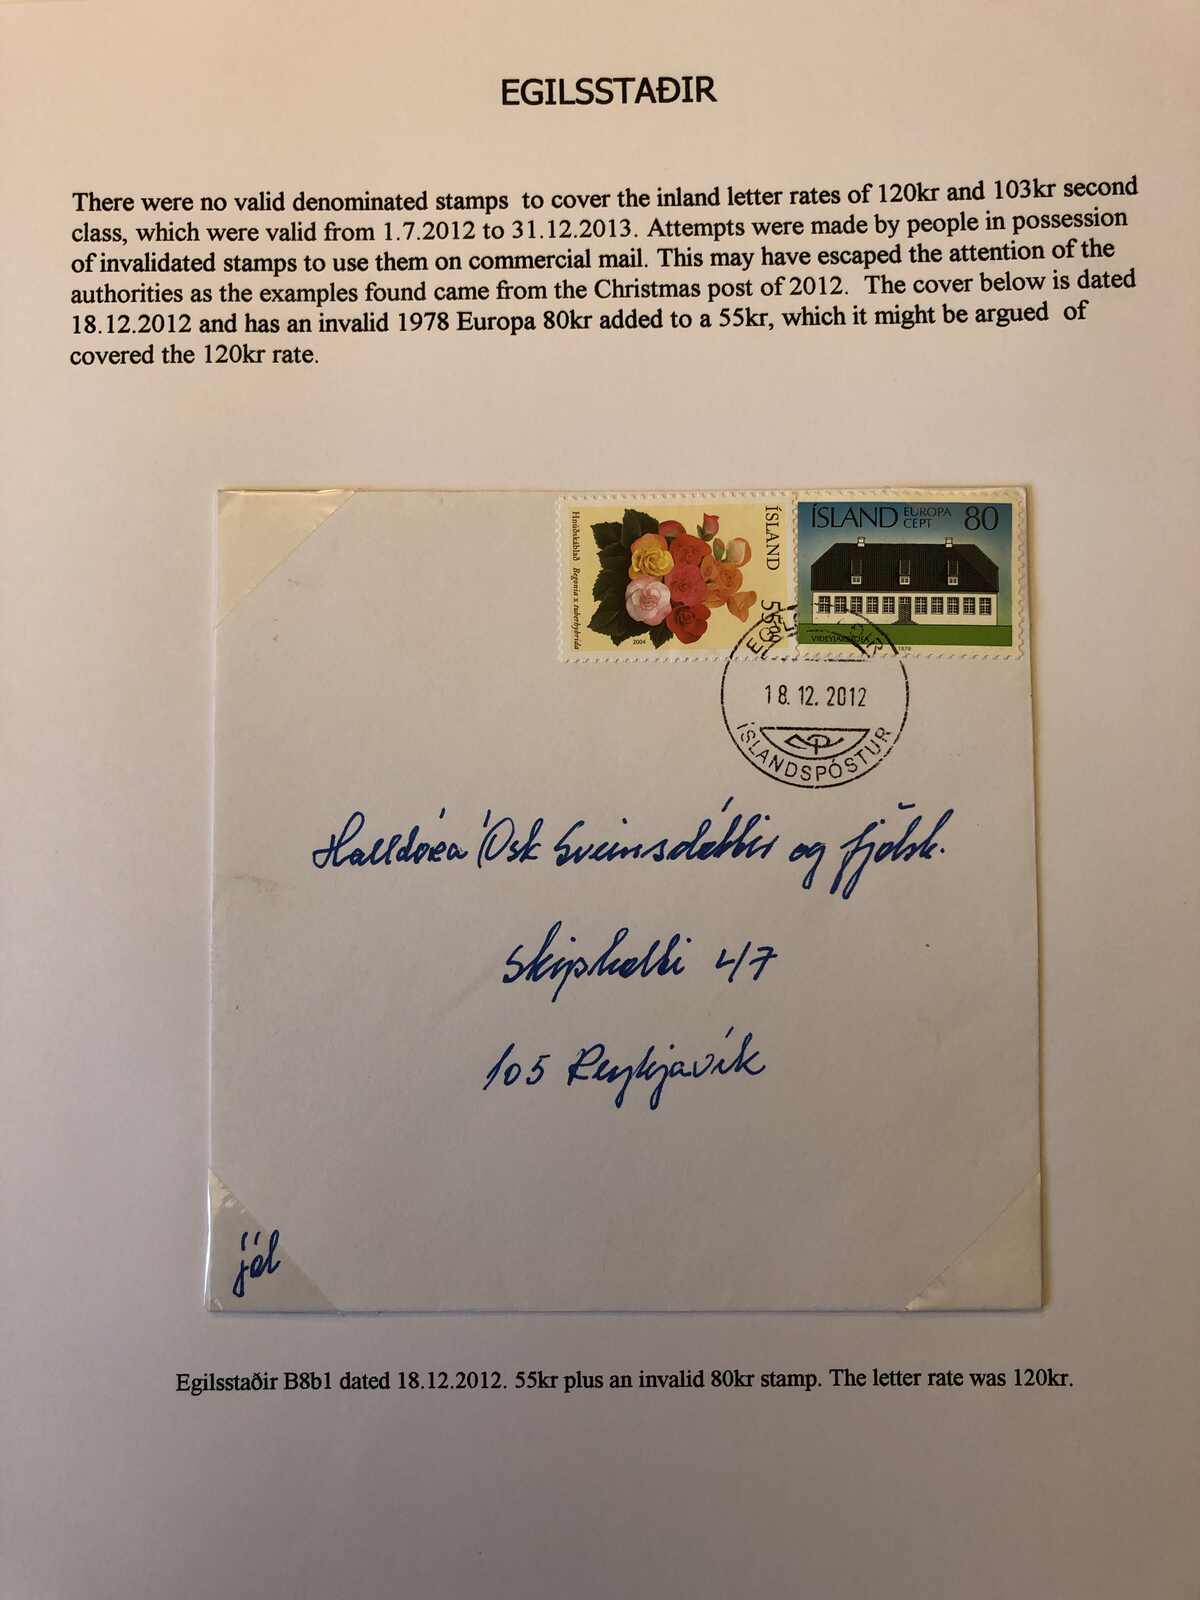 EGILSSTAÐIR
There were no valid denominated stamps to cover the inland letter rates of 120kr and 103kr second
class, which were valid from 1.7.2012 to 31.12.2013. Attempts were made by people in possession
of invalidated stamps to use them on commercial mail. This may have escaped the attention of the
authorities as the examples found came from the Christmas post of 2012. The cover below is dated
18.12.2012 and has an invalid 1978 Europa 80kr added to a 55kr, which it might be argued of
covered the 120kr rate.
Hnúðskáblað Begonia x tuberhybrida
2004
ÍSLAND
5500
ÍSLAND EUROPA CEPT 80
VIÐEYJARSTOFA
1978
18.12.2012
ÍSLANDSPÓSTUR
Halldóra Ósk Sveinsdóttir og fjölsk.
Skipholti 47
105 Reykjavík
jól
Egilsstaðir B8b1 dated 18.12.2012. 55kr plus an invalid 80kr stamp. The letter rate was 120kr.